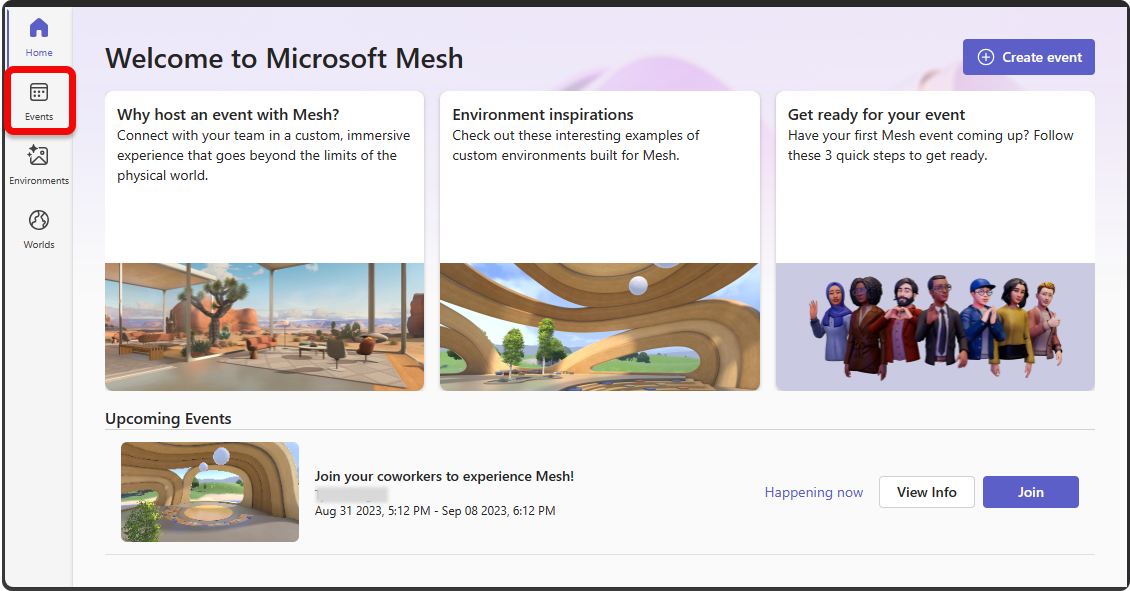 Home
Events
Environments
Worlds
Welcome to Microsoft Mesh
Create event
Why host an event with Mesh?
Connect with your team in a custom, immersive
experience that goes beyond the limits of the
physical world.
Environment inspirations
Check out these interesting examples of
custom environments built for Mesh.
Get ready for your event
Have your first Mesh event coming up? Follow
these 3 quick steps to get ready.
Upcoming Events
Join your coworkers to experience Mesh!
Aug 31 2023, 5:12 PM - Sep 08 2023, 6:12 PM
Happening now
View Info
Join